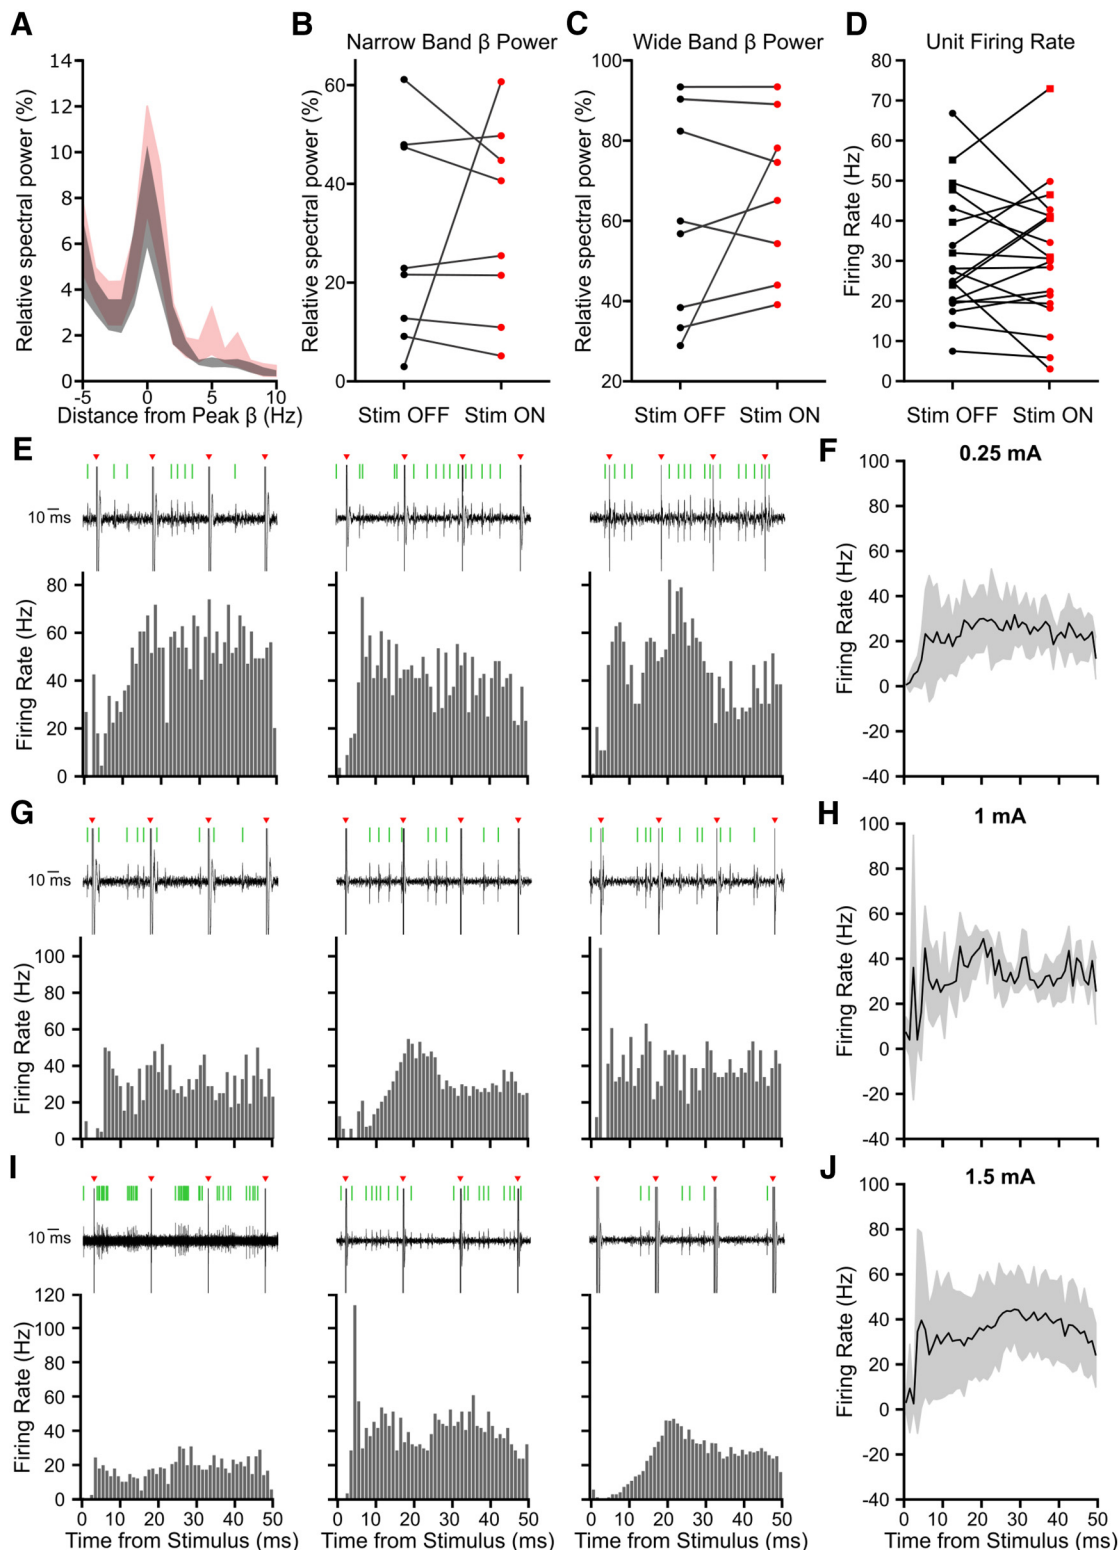 A
B
C
D
Narrow Band β Power
Wide Band β Power
Unit Firing Rate
Relative spectral power (%)
14
12
10
8
6
4
2
0
-5
0
5
10
Distance from Peak β (Hz)
Relative spectral power (%)
60
40
20
0
Stim OFF
Stim ON
Relative spectral power (%)
100
80
60
40
20
Stim OFF
Stim ON
Firing Rate (Hz)
80
70
60
50
40
30
20
10
0
Stim OFF
Stim ON
E
10 ms
Firing Rate (Hz)
80
60
40
20
0
F
0.25 mA
Firing Rate (Hz)
100
80
60
40
20
0
-20
-40
G
10 ms
Firing Rate (Hz)
100
80
60
40
20
0
H
1 mA
Firing Rate (Hz)
100
80
60
40
20
0
-20
-40
I
10 ms
Firing Rate (Hz)
120
100
80
60
40
20
0
0 10 20 30 40 50
Time from Stimulus (ms)
0 10 20 30 40 50
Time from Stimulus (ms)
0 10 20 30 40 50
Time from Stimulus (ms)
J
1.5 mA
Firing Rate (Hz)
100
80
60
40
20
0
-20
-40
0 10 20 30 40 50
Time from Stimulus (ms)